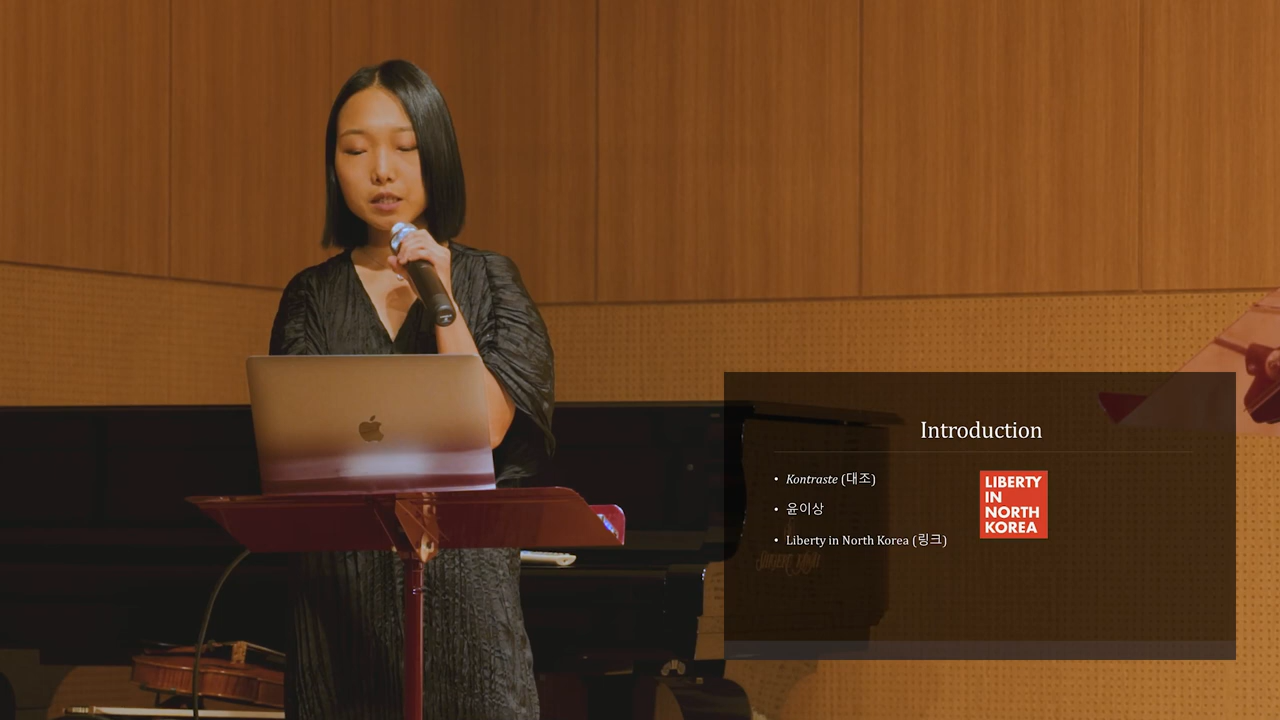 Introduction
• Kontraste (대조)
• 윤이상
• Liberty in North Korea (링크)
LIBERTY
IN
NORTH
KOREA